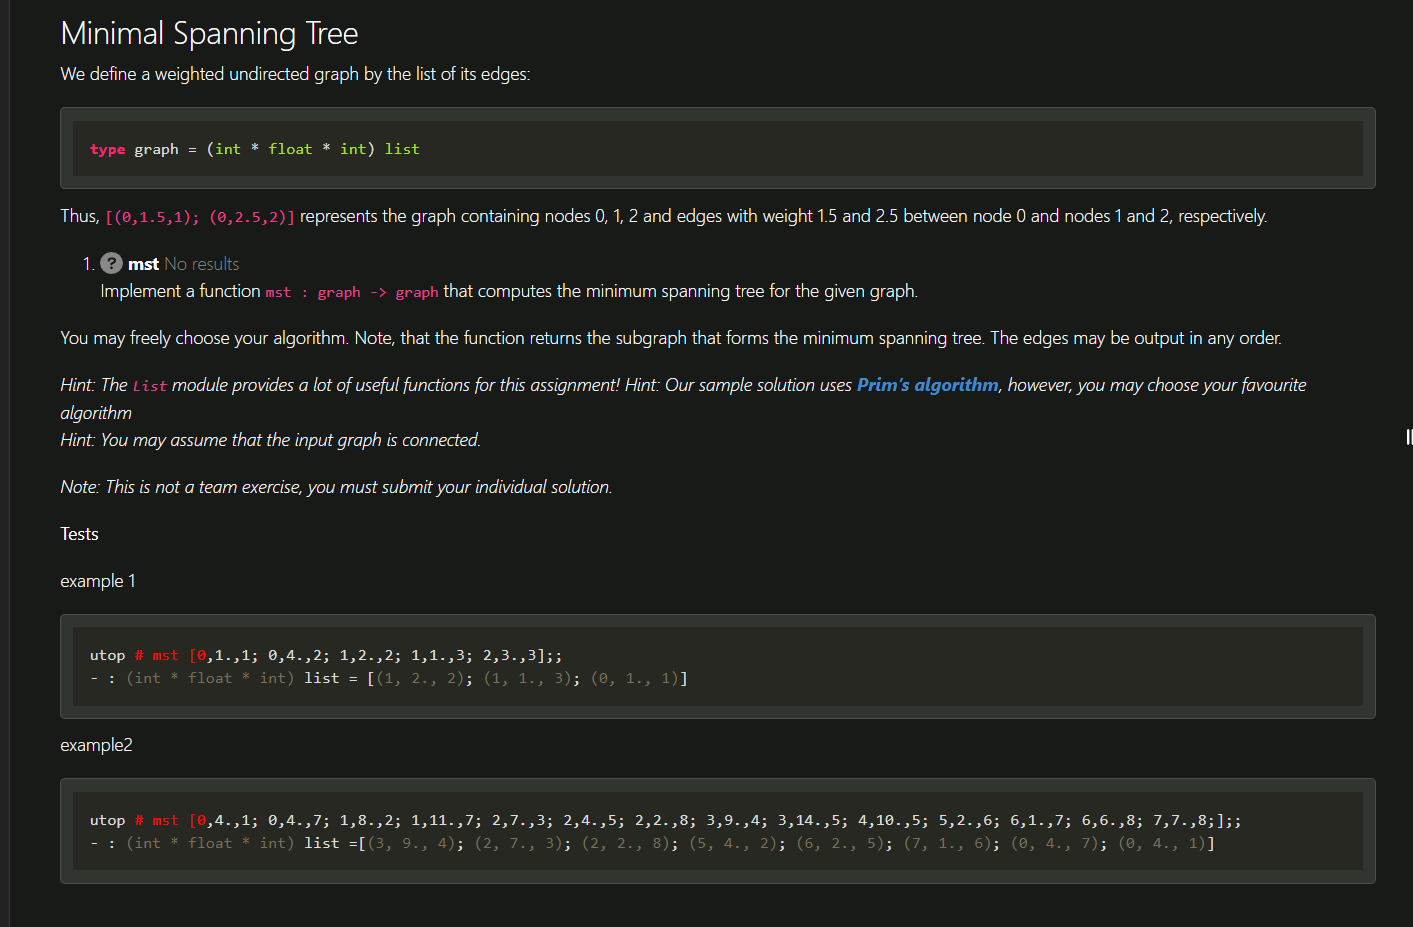 Minimal Spanning Tree
We define a weighted undirected graph by the list of its edges:
type graph = (int * float * int) list
Thus, [(0,1.5,1); (0,2.5,2)] represents the graph containing nodes 0, 1, 2 and edges with weight 1.5 and 2.5 between node 0 and nodes 1 and 2, respectively.
1. ? mst No results
Implement a function mst : graph -> graph that computes the minimum spanning tree for the given graph.
You may freely choose your algorithm. Note, that the function returns the subgraph that forms the minimum spanning tree. The edges may be output in any order.
Hint: The List module provides a lot of useful functions for this assignment! Hint: Our sample solution uses Prim's algorithm, however, you may choose your favourite
algorithm
Hint: You may assume that the input graph is connected.
Note: This is not a team exercise, you must submit your individual solution.
Tests
example 1
utop # mst [0,1.,1; 0,4.,2; 1,2.,2; 1,1.,3; 2,3.,3];;
- : (int * float * int) list = [(1, 2., 2); (1, 1., 3); (0, 1., 1)]
example2
utop # mst [0,4.,1; 0,4.,7; 1,8.,2; 1,11.,7; 2,7.,3; 2,4.,5; 2,2.,8; 3,9.,4; 3,14.,5; 4,10.,5; 5,2.,6; 6,1.,7; 6,6.,8; 7,7.,8;];;
- : (int * float * int) list =[(3, 9., 4); (2, 7., 3); (2, 2., 8); (5, 4., 2); (6, 2., 5); (7, 1., 6); (0, 4., 7); (0, 4., 1)]